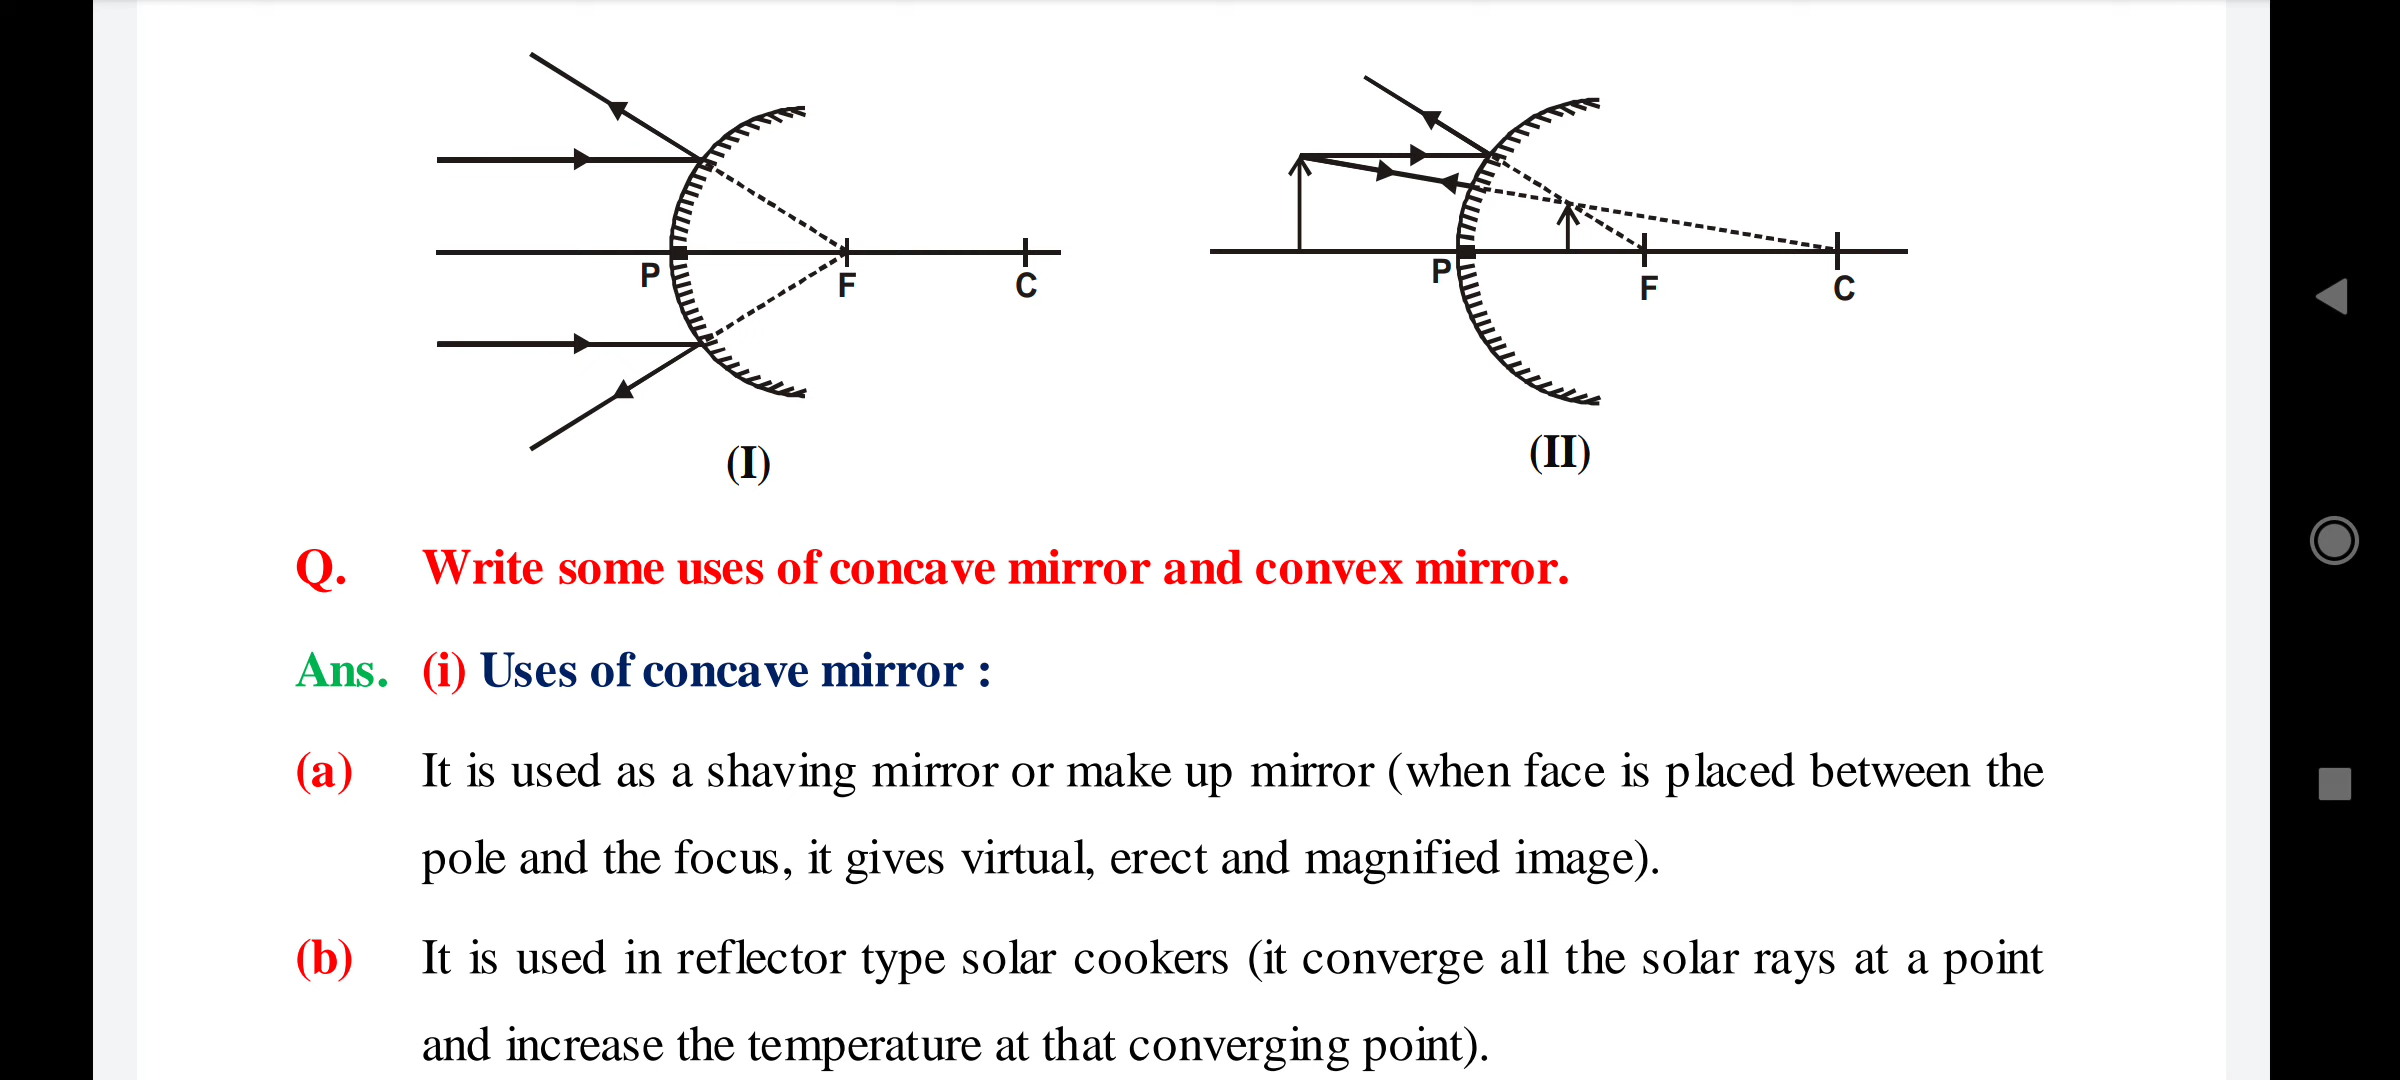 P F C
P F C
(I) (II)
Q. Write some uses of concave mirror and convex mirror.
Ans. (i) Uses of concave mirror :
(a) It is used as a shaving mirror or make up mirror (when face is placed between the
pole and the focus, it gives virtual, erect and magnified image).
(b) It is used in reflector type solar cookers (it converge all the solar rays at a point
and increase the temperature at that converging point).